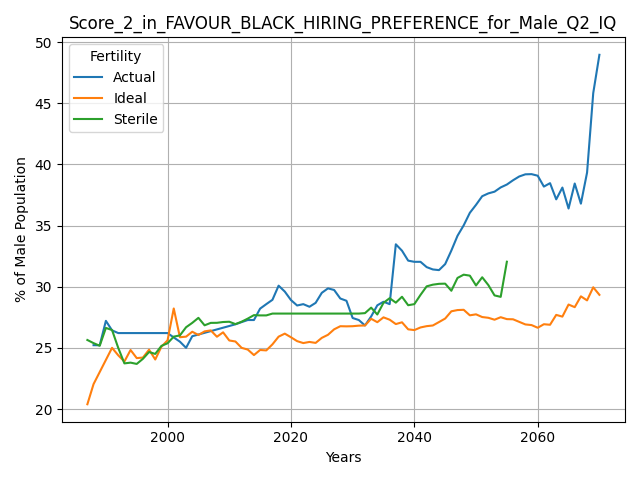 Score_2_in_FAVOUR_BLACK_HIRING_PREFERENCE_for_Male_Q2_IQ
Fertility
Actual
Ideal
Sterile
% of Male Population
50
45
40
35
30
25
20
2000
2020
2040
2060
Years